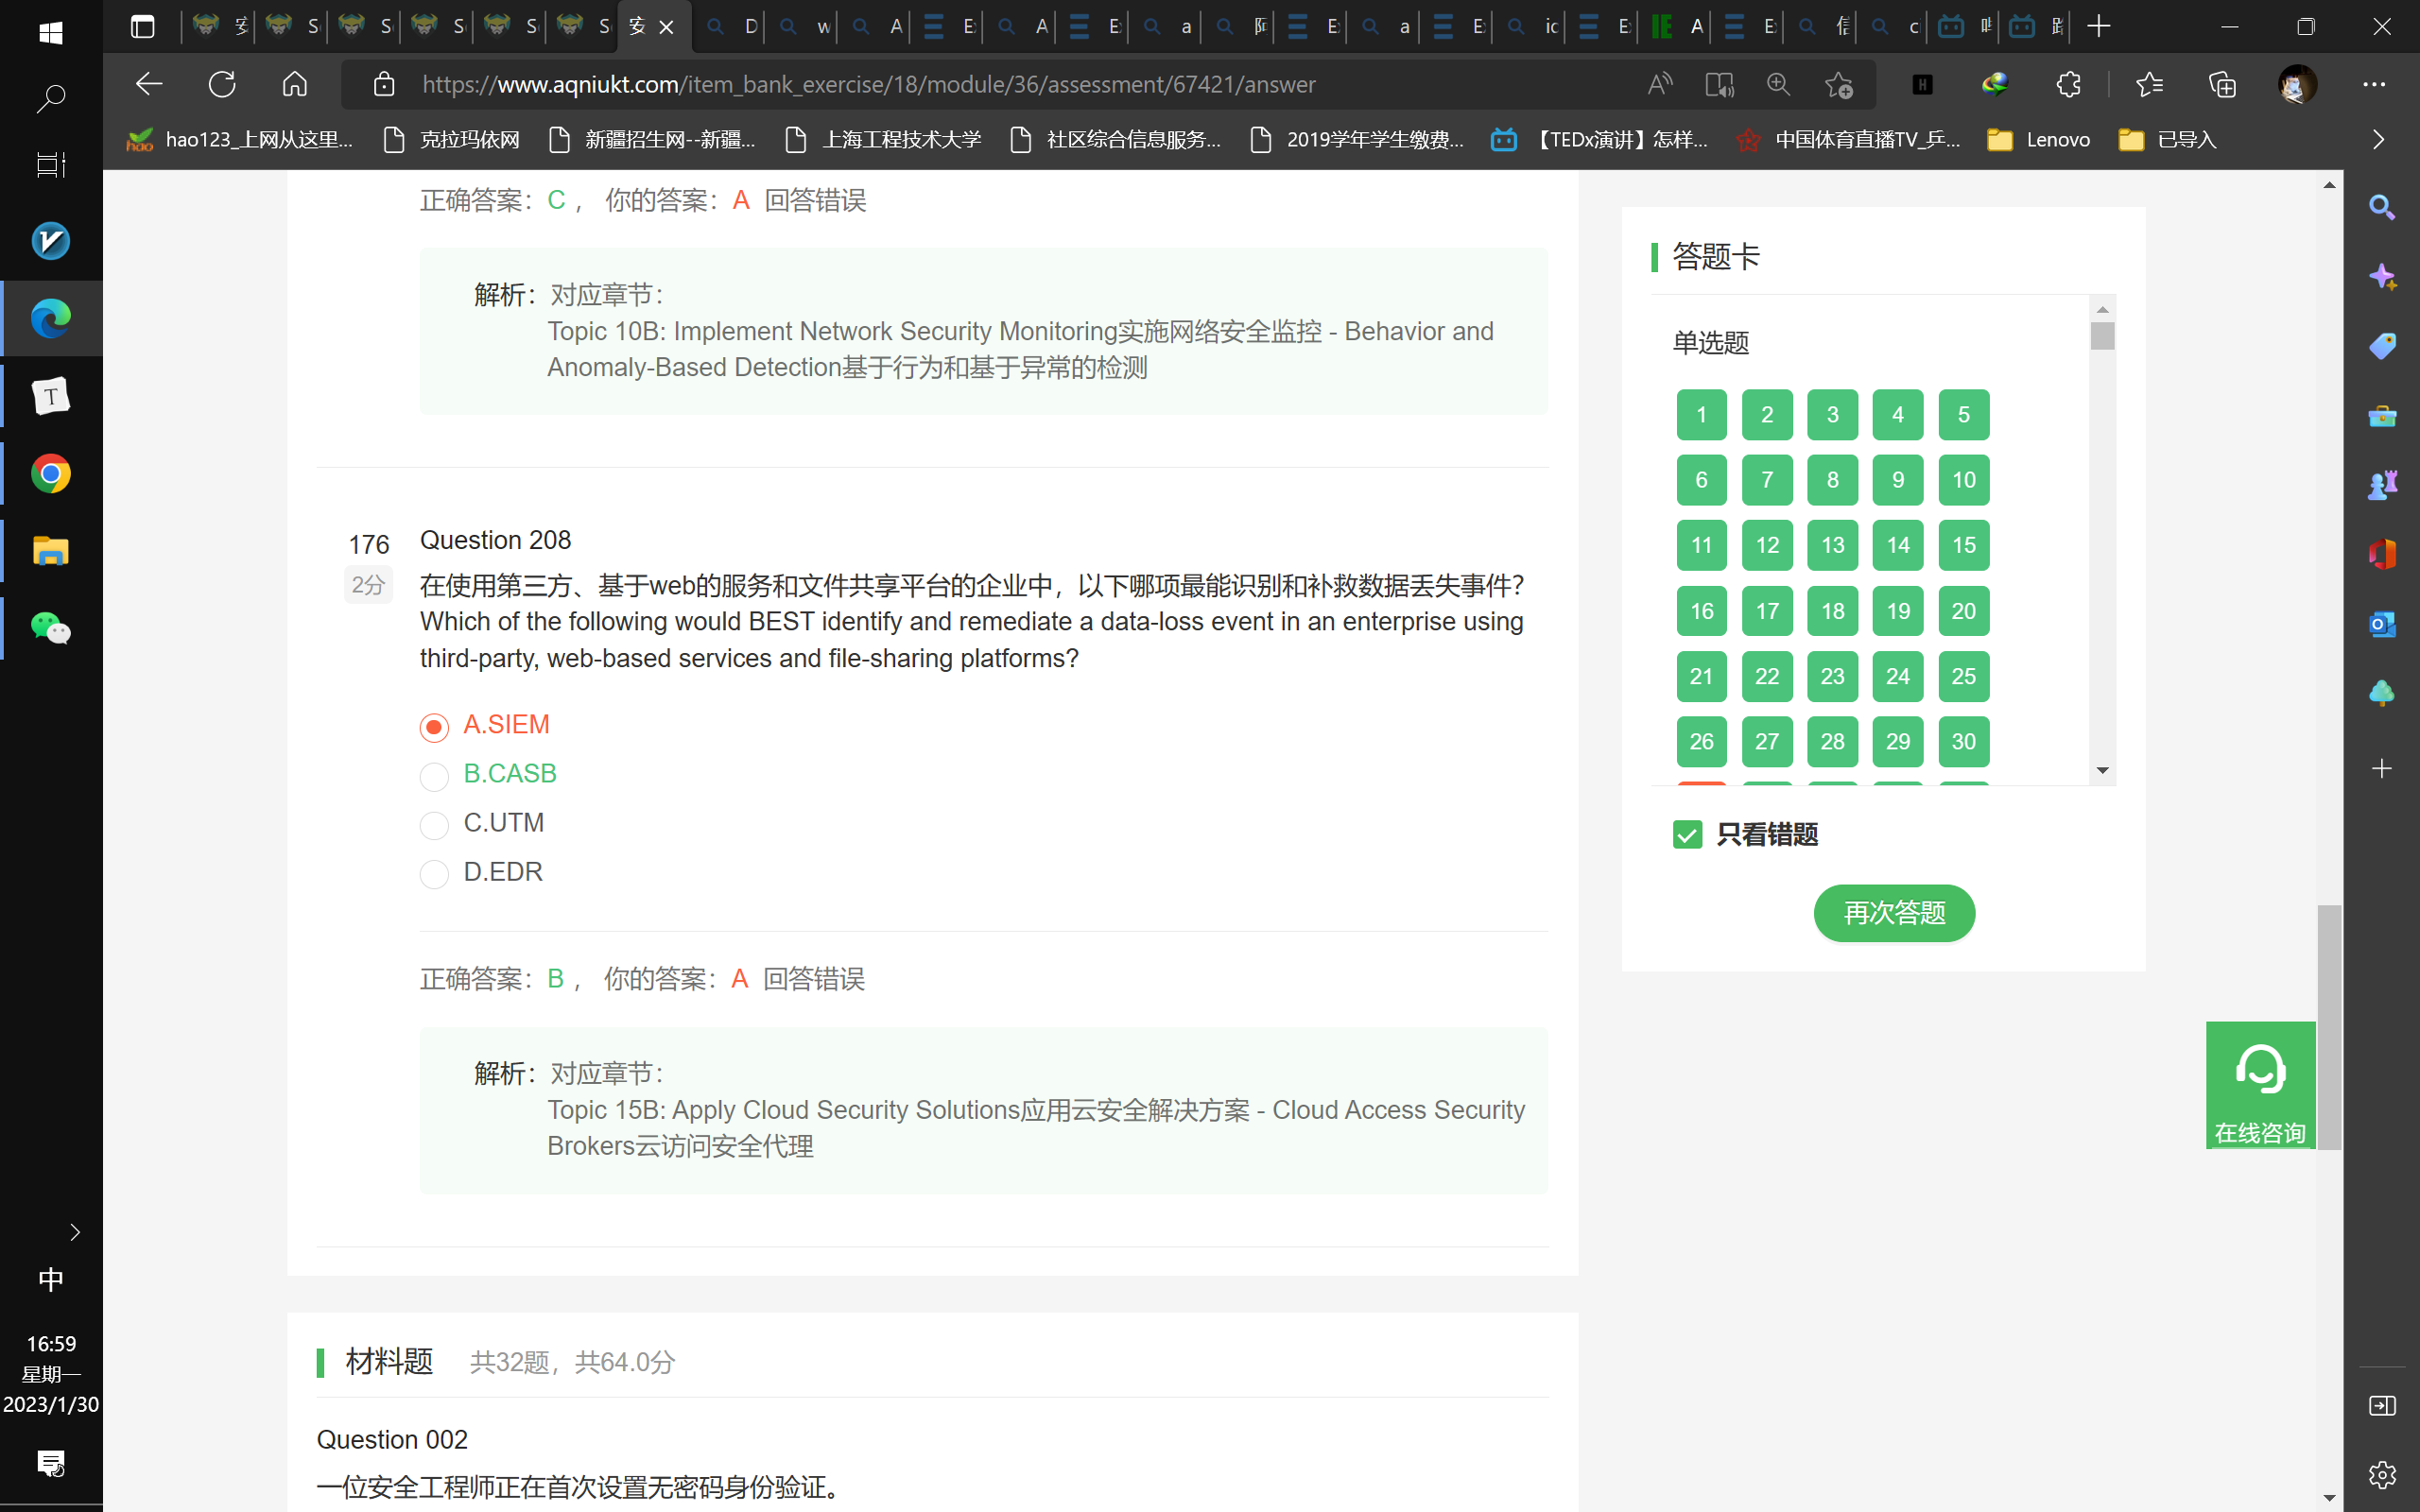 安
S
S
S
S
S
安
D
w
A
E
A
E
a
E
a
E
ic
E
A
E
c
https://www.aqniukt.com/item_bank_exercise/18/module/36/assessment/67421/answer
hao123_上网从这里...
克拉玛依网
新疆招生网--新疆...
上海工程技术大学
社区综合信息服务...
2019学年学生缴费...
【TEDx演讲】怎样...
中国体育直播TV_乒...
Lenovo
已导入
正确答案：C， 你的答案：A 回答错误
解析：对应章节：
Topic 10B: Implement Network Security Monitoring实施网络安全监控 - Behavior and
Anomaly-Based Detection基于行为和基于异常的检测
176
2分
Question 208
在使用第三方、基于web的服务和文件共享平台的企业中，以下哪项最能识别和补救数据丢失事件?
Which of the following would BEST identify and remediate a data-loss event in an enterprise using
third-party, web-based services and file-sharing platforms?
A.SIEM
B.CASB
C.UTM
D.EDR
正确答案：B， 你的答案：A 回答错误
解析：对应章节：
Topic 15B: Apply Cloud Security Solutions应用云安全解决方案 - Cloud Access Security
Brokers云访问安全代理
材料题 共32题，共64.0分
Question 002
一位安全工程师正在首次设置无密码身份验证。
答题卡
单选题
1 2 3 4 5
6 7 8 9 10
11 12 13 14 15
16 17 18 19 20
21 22 23 24 25
26 27 28 29 30
只看错题
再次答题
在线咨询
中
16:59
星期一
2023/1/30